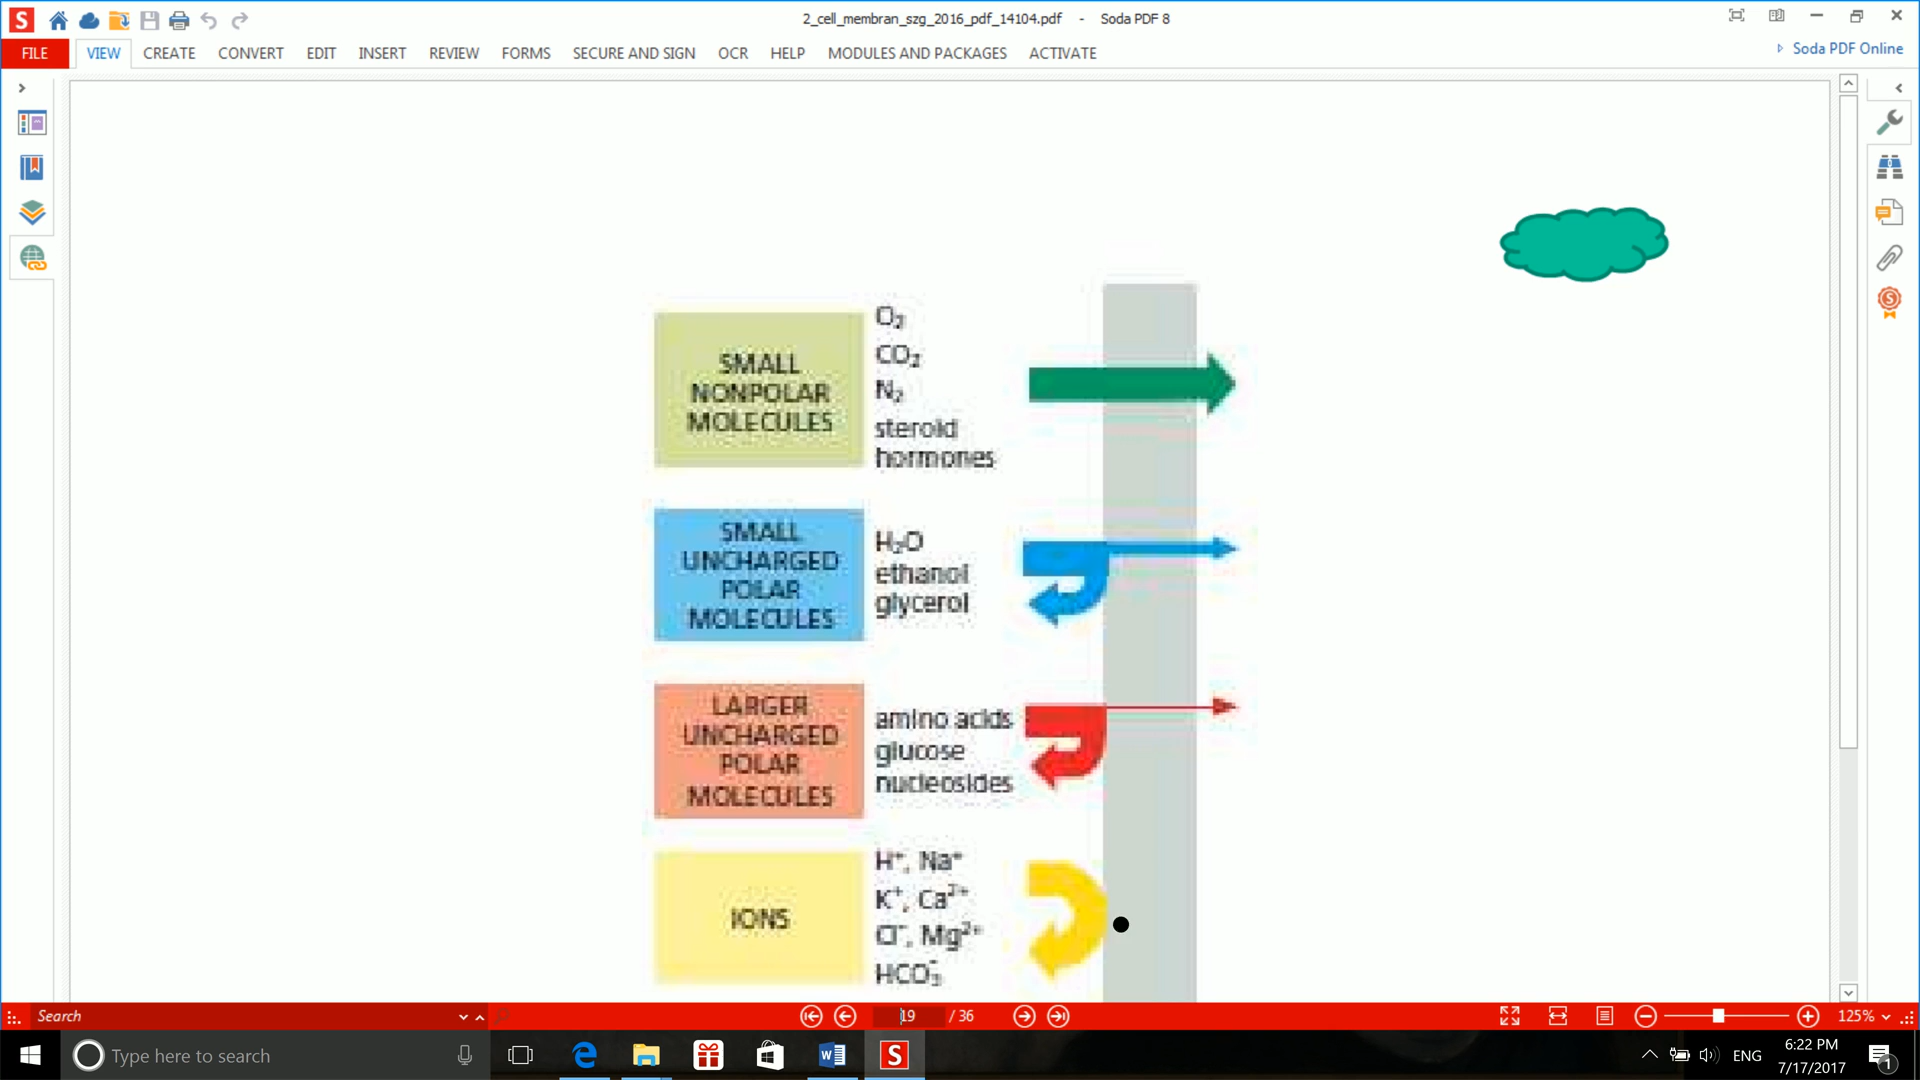 2_cell_membran_szg_2016_pdf_14104.pdf - Soda PDF 8
FILE VIEW CREATE CONVERT EDIT INSERT REVIEW FORMS SECURE AND SIGN OCR HELP MODULES AND PACKAGES ACTIVATE
Soda PDF Online
SMALL
NONPOLAR
MOLECULES
O₂
CO₂
N₂
steroid
hormones
SMALL
UNCHARGED
POLAR
MOLECULES
H₂O
ethanol
glycerol
LARGER
UNCHARGED
POLAR
MOLECULES
amino acids
glucose
nucleosides
IONS
H⁺, Na⁺
K⁺, Ca²⁺
Cl⁻, Mg²⁺
HCO₃⁻
Search
19 / 36
125%
Type here to search
ENG
6:22 PM
7/17/2017
1